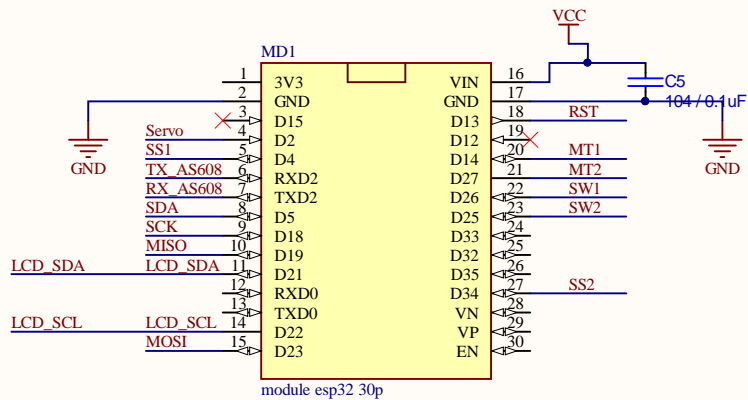 VCC
MD1
1 3V3 VIN 16
C5
2 GND GND 17 104 / 0.1uF
3 D15 D13 18 RST
Servo 4 D2 D12 19
SS1 5 D4 D14 20 MT1
GND GND
TX_AS608 6 RXD2 D27 21 MT2
RX_AS608 7 TXD2 D26 22 SW1
SDA 8 D5 D25 23 SW2
SCK 9 D18 D33 24
MISO 10 D19 D32 25
LCD_SDA LCD_SDA 11 D21 D35 26
12 RXD0 D34 27 SS2
13 TXD0 VN 28
LCD_SCL LCD_SCL 14 D22 VP 29
MOSI 15 D23 EN 30
module esp32 30p